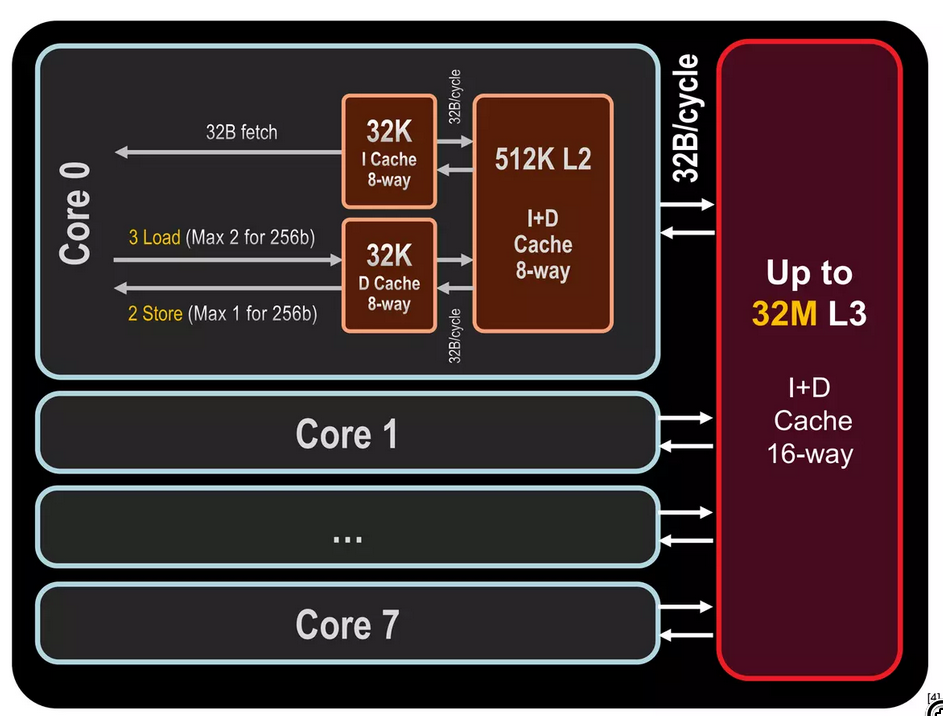 Core 0
32B fetch
3 Load (Max 2 for 256b)
2 Store (Max 1 for 256b)
32K
I Cache
8-way
32K
D Cache
8-way
32B/cycle
32B/cycle
512K L2
I+D
Cache
8-way
32B/cycle
Up to
32M L3
I+D
Cache
16-way
Core 1
...
Core 7
[4]